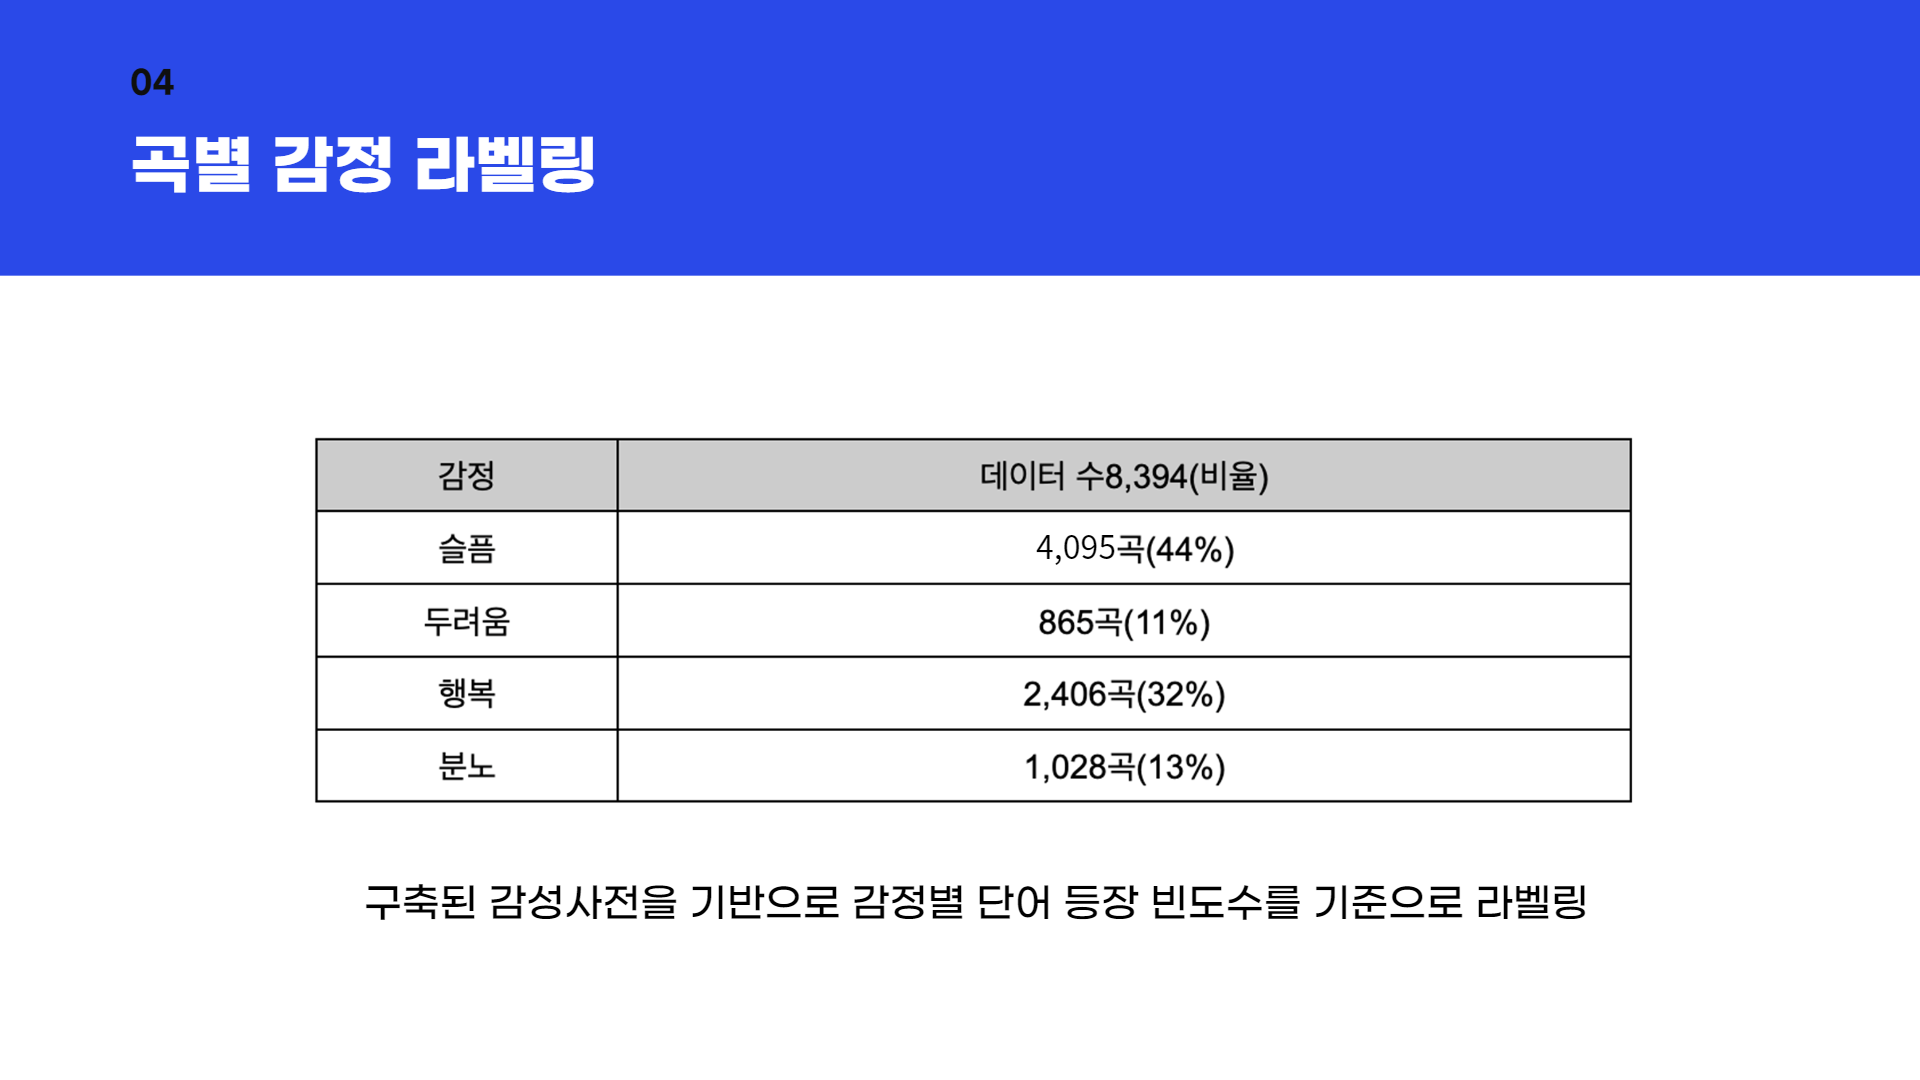 04
곡별 감정 라벨링
감정 데이터 수8,394(비율)
슬픔 4,095곡(44%)
두려움 865곡(11%)
행복 2,406곡(32%)
분노 1,028곡(13%)
구축된 감성사전을 기반으로 감정별 단어 등장 빈도수를 기준으로 라벨링